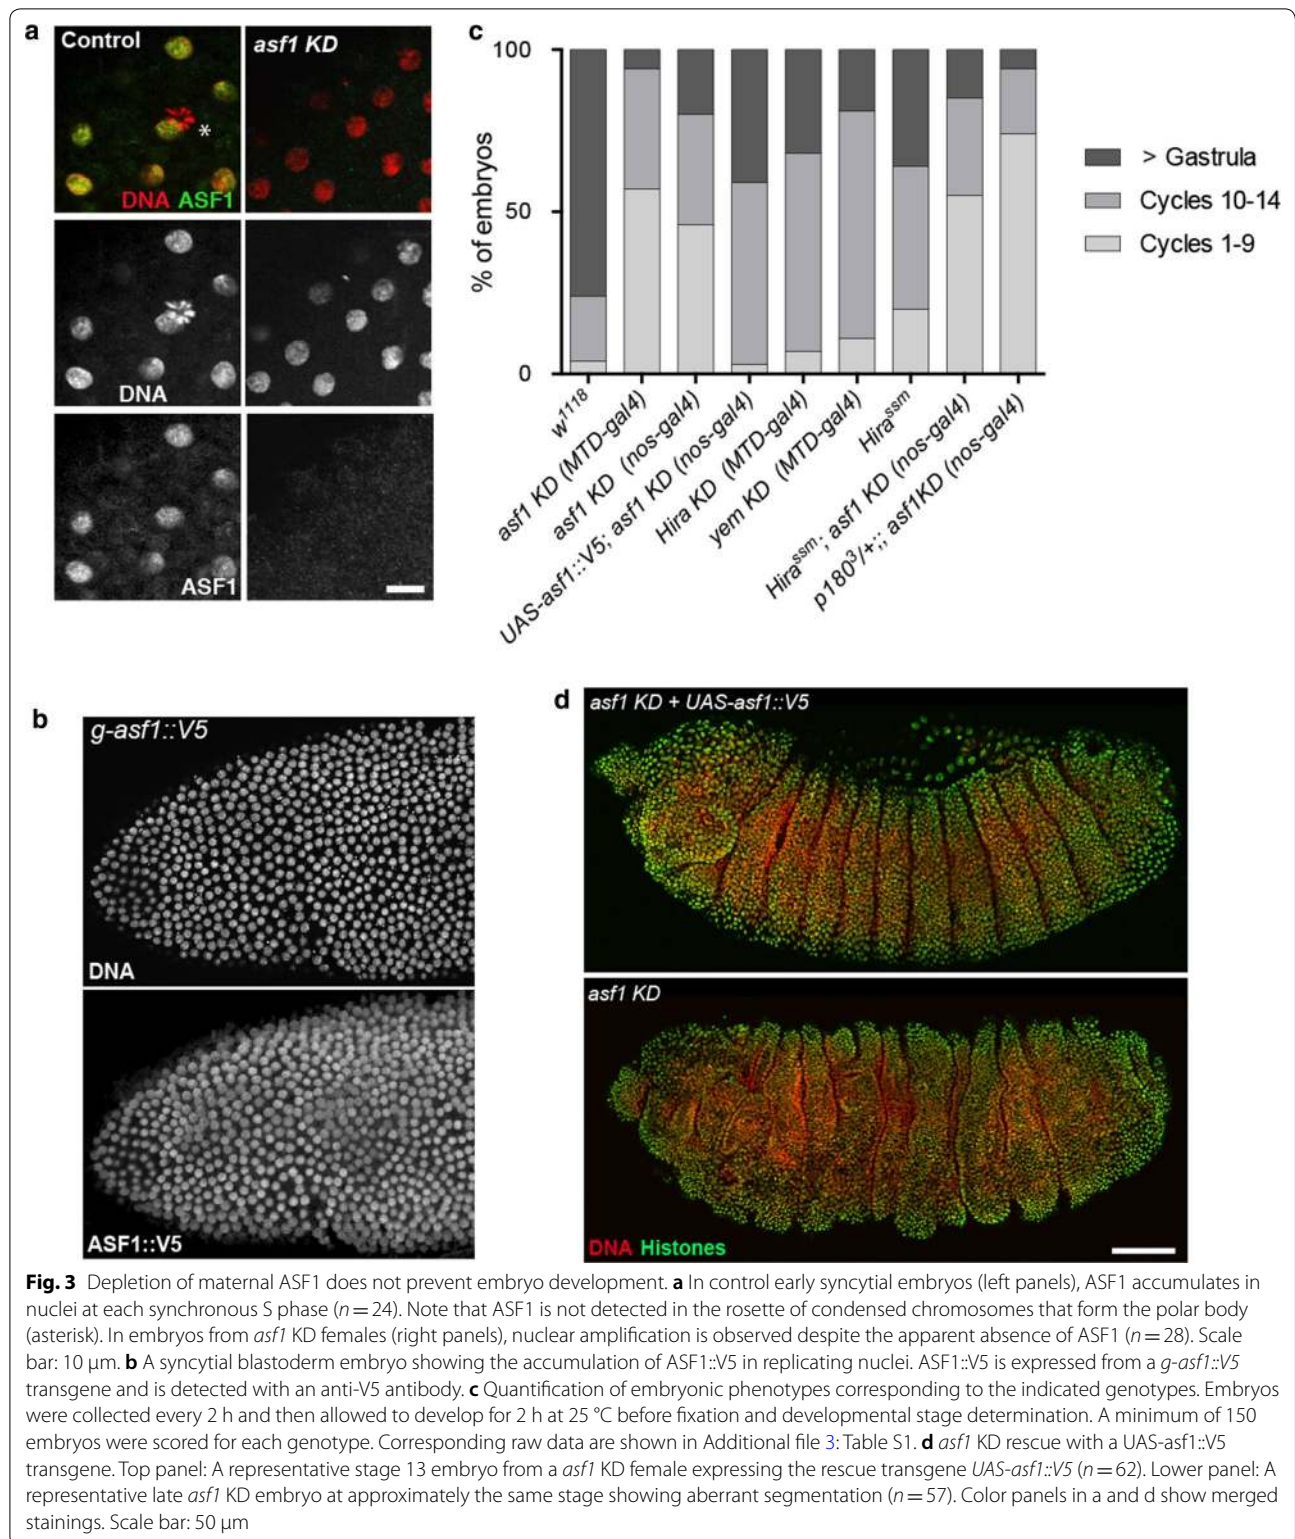 a
Control
asf1 KD
*
DNA ASF1
DNA
ASF1
c
% of embryos
100
50
0
> Gastrula
Cycles 10-14
Cycles 1-9
w1118
asf1 KD (MTD-gal4)
asf1 KD (nos-gal4)
UAS-asf1::V5; asf1 KD (nos-gal4)
Hira KD (MTD-gal4)
yem KD (MTD-gal4)
Hirassm
Hirassm; asf1 KD (nos-gal4)
p1803/+;; asf1KD (nos-gal4)
b
g-asf1::V5
DNA
ASF1::V5
d
asf1 KD + UAS-asf1::V5
asf1 KD
DNA Histones
Fig. 3 Depletion of maternal ASF1 does not prevent embryo development. a In control early syncytial embryos (left panels), ASF1 accumulates in
nuclei at each synchronous S phase (n = 24). Note that ASF1 is not detected in the rosette of condensed chromosomes that form the polar body
(asterisk). In embryos from asf1 KD females (right panels), nuclear amplification is observed despite the apparent absence of ASF1 (n = 28). Scale
bar: 10 µm. b A syncytial blastoderm embryo showing the accumulation of ASF1::V5 in replicating nuclei. ASF1::V5 is expressed from a g-asf1::V5
transgene and is detected with an anti-V5 antibody. c Quantification of embryonic phenotypes corresponding to the indicated genotypes. Embryos
were collected every 2 h and then allowed to develop for 2 h at 25 °C before fixation and developmental stage determination. A minimum of 150
embryos were scored for each genotype. Corresponding raw data are shown in Additional file 3: Table S1. d asf1 KD rescue with a UAS-asf1::V5
transgene. Top panel: A representative stage 13 embryo from a asf1 KD female expressing the rescue transgene UAS-asf1::V5 (n = 62). Lower panel: A
representative late asf1 KD embryo at approximately the same stage showing aberrant segmentation (n = 57). Color panels in a and d show merged
stainings. Scale bar: 50 µm